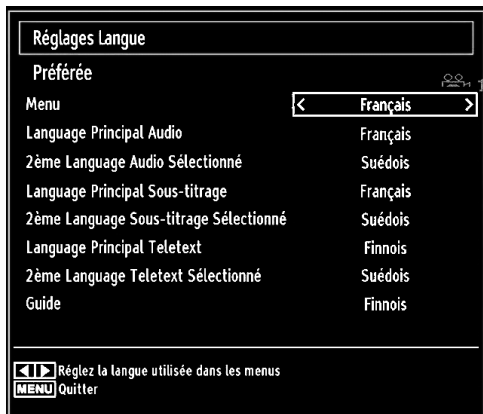 Réglages Langue
Préférée
Menu < Français >
Language Principal Audio Français
2ème Language Audio Sélectionné Suédois
Language Principal Sous-titrage Français
2ème Language Sous-titrage Sélectionné Suédois
Language Principal Teletext Finnois
2ème Language Teletext Sélectionné Suédois
Guide Finnois
Réglez la langue utilisée dans les menus
MENU Quitter